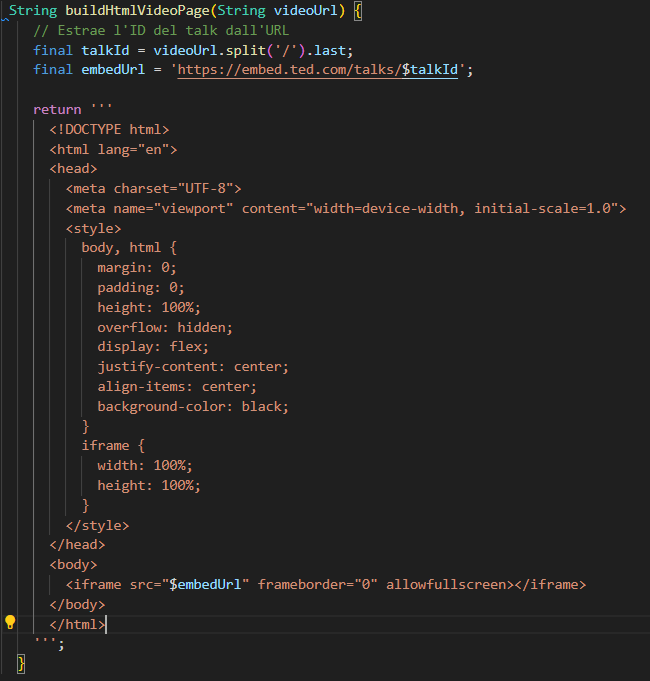 String buildHtmlVideoPage(String videoUrl) {
  // Estrae l'ID del talk dall'URL
  final talkId = videoUrl.split('/').last;
  final embedUrl = 'https://embed.ted.com/talks/$talkId';

  return '''
    <!DOCTYPE html>
    <html lang="en">
    <head>
      <meta charset="UTF-8">
      <meta name="viewport" content="width=device-width, initial-scale=1.0">
      <style>
        body, html {
          margin: 0;
          padding: 0;
          height: 100%;
          overflow: hidden;
          display: flex;
          justify-content: center;
          align-items: center;
          background-color: black;
        }
        iframe {
          width: 100%;
          height: 100%;
        }
      </style>
    </head>
    <body>
      <iframe src="$embedUrl" frameborder="0" allowfullscreen></iframe>
    </body>
    </html>
  ''';
}